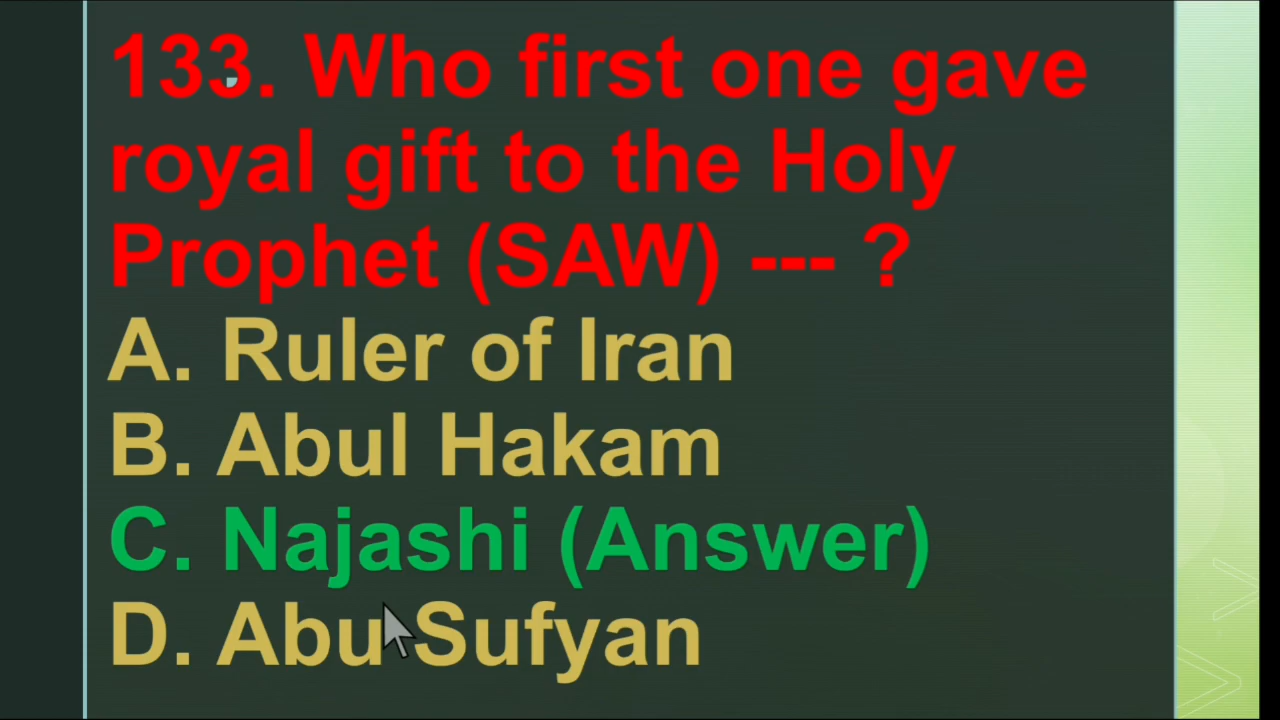 133. Who first one gave
royal gift to the Holy
Prophet (SAW) --- ?
A. Ruler of Iran
B. Abul Hakam
C. Najashi (Answer)
D. Abu Sufyan